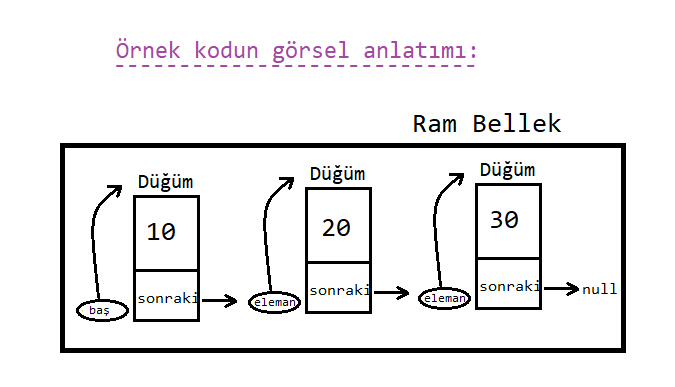 Örnek kodun görsel anlatımı:
Ram Bellek
Düğüm
10
sonraki
baş
Düğüm
20
sonraki
eleman
Düğüm
30
sonraki
eleman
null